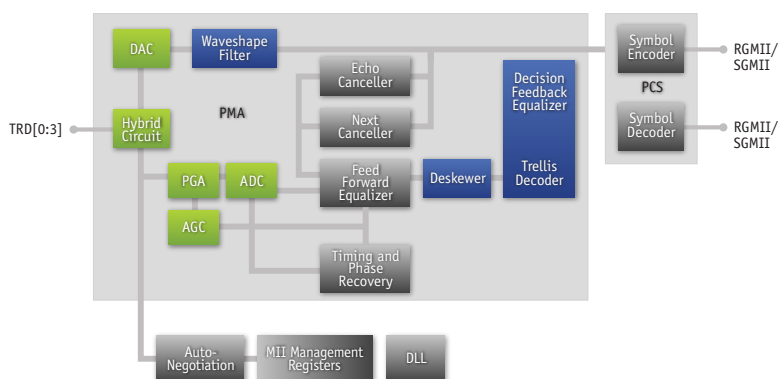 DAC
Waveshape
Filter
Echo
Canceller
Decision
Feedback
Equalizer
Symbol
Encoder
RGMII/
SGMII
PCS
TRD[0:3]
Hybrid
Circuit
PMA
Next
Canceller
Symbol
Decoder
RGMII/
SGMII
PGA
ADC
Feed
Forward
Equalizer
Deskewer
Trellis
Decoder
AGC
Timing and
Phase
Recovery
Auto-
Negotiation
MII Management
Registers
DLL